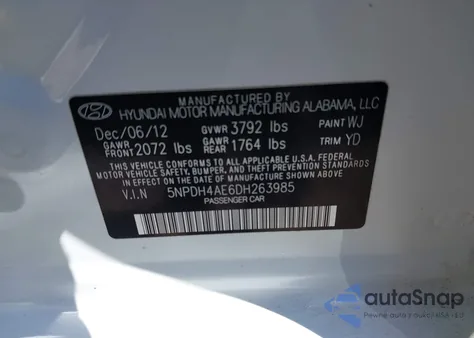 MANUFACTURED BY
HYUNDAI MOTOR MANUFACTURING ALABAMA, LLC
Dec/06/12 GVWR 3792 lbs PAINT WJ
GAWR FRONT 2072 lbs GAWR REAR 1764 lbs TRIM YD
THIS VEHICLE CONFORMS TO ALL APPLICABLE U.S.A. FEDERAL
MOTOR VEHICLE SAFETY, BUMPER, AND THEFT PREVENTION
STANDARDS IN EFFECT ON THE DATE OF MANUFACTURE SHOWN ABOVE.
V.I.N 5NPDH4AE6DH263985
PASSENGER CAR
autoSnap
Pewne auta z